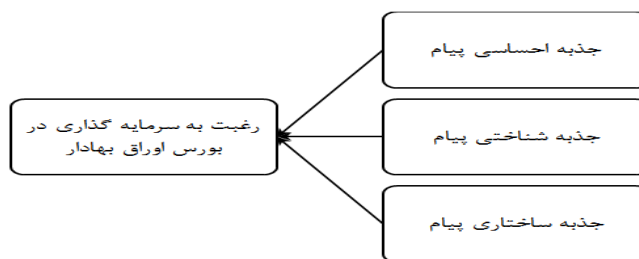 جذبه احساسی پیام
جذبه شناختی پیام
جذبه ساختاری پیام
رغبت به سرمایه گذاری در
بورس اوراق بهادار